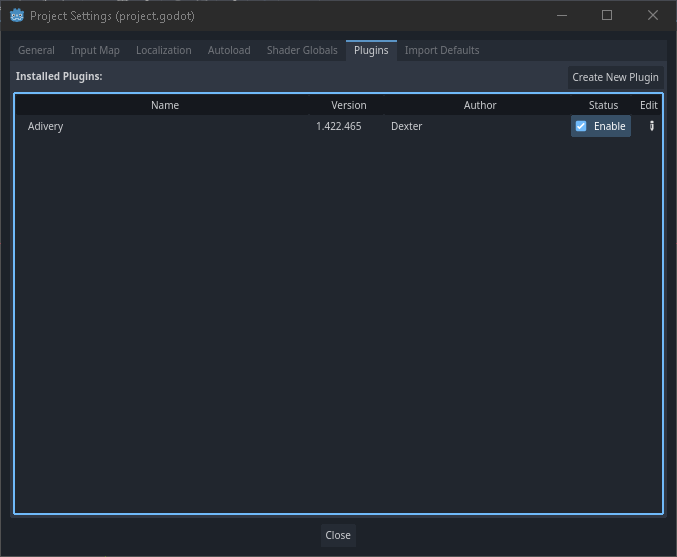 Project Settings (project.godot)
General Input Map Localization Autoload Shader Globals Plugins Import Defaults
Installed Plugins: Create New Plugin
Name Version Author Status Edit
Adivery 1.422.465 Dexter Enable
Close